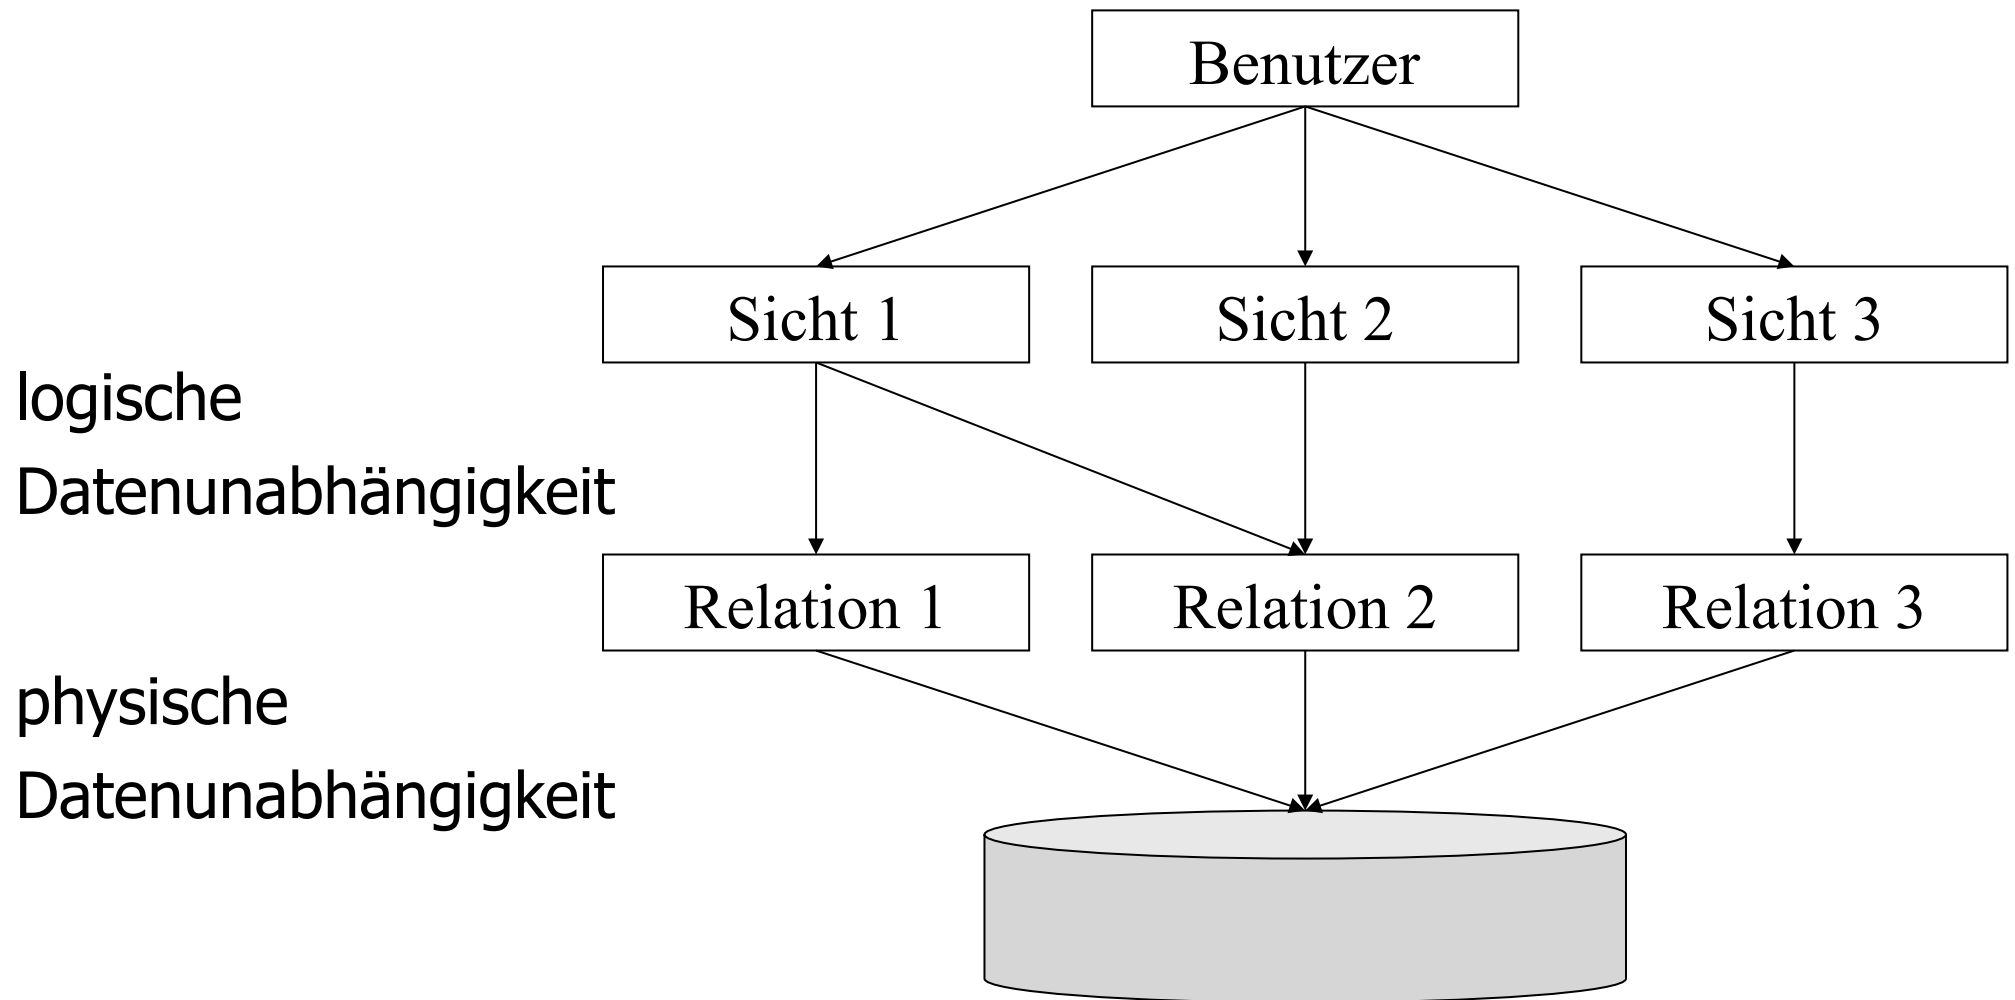 Benutzer
Sicht 1
Sicht 2
Sicht 3
logische
Datenunabhängigkeit
Relation 1
Relation 2
Relation 3
physische
Datenunabhängigkeit